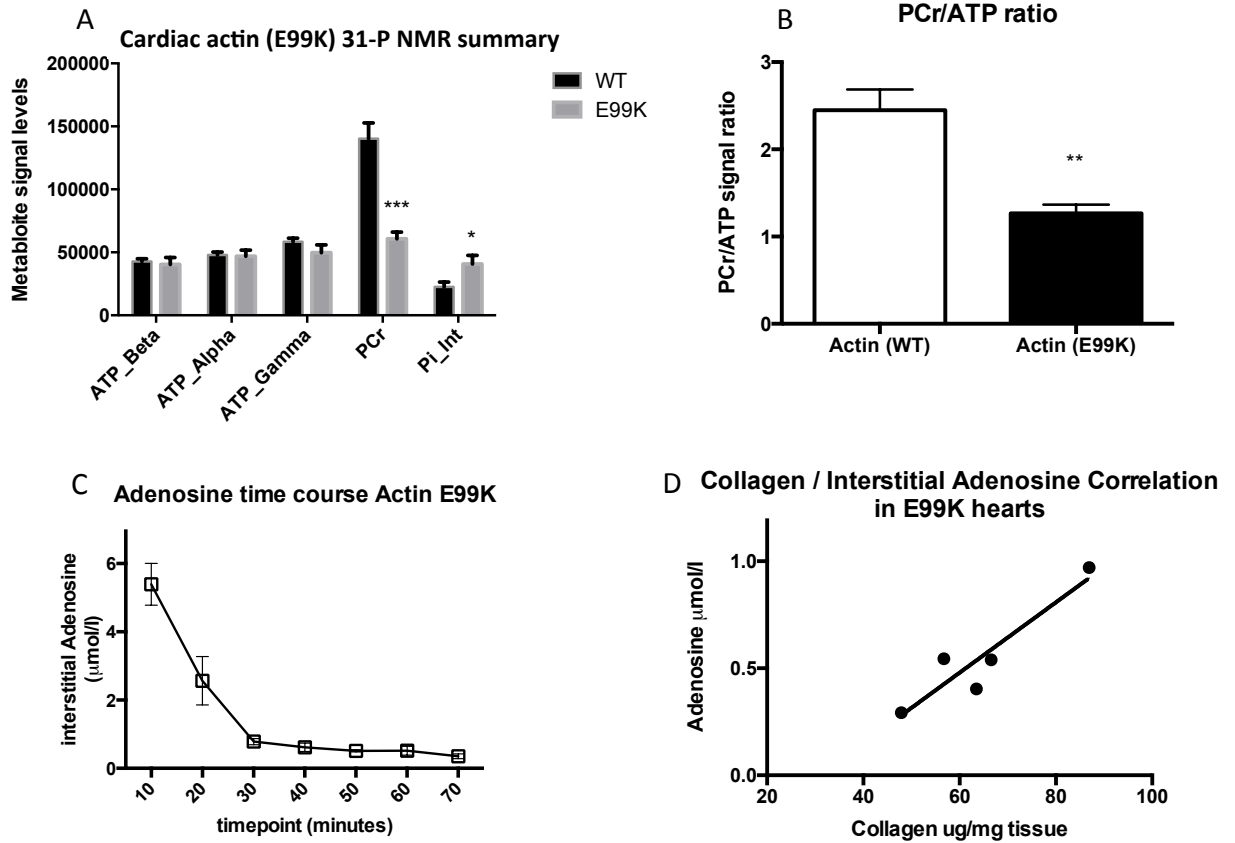 A
Cardiac actin (E99K) 31-P NMR summary
Metabloite signal levels
200000
150000
100000
50000
0
***
*
WT
E99K
ATP_Beta
ATP_Alpha
ATP_Gamma
PCr
Pi_Int
B
PCr/ATP ratio
PCr/ATP signal ratio
3
2
1
0
**
Actin (WT)
Actin (E99K)
C
Adenosine time course Actin E99K
interstitial Adenosine
(μmol/l)
6
4
2
0
10
20
30
40
50
60
70
timepoint (minutes)
D
Collagen / Interstitial Adenosine Correlation
in E99K hearts
Adenosine μmol/l
1.0
0.5
0.0
20
40
60
80
100
Collagen ug/mg tissue